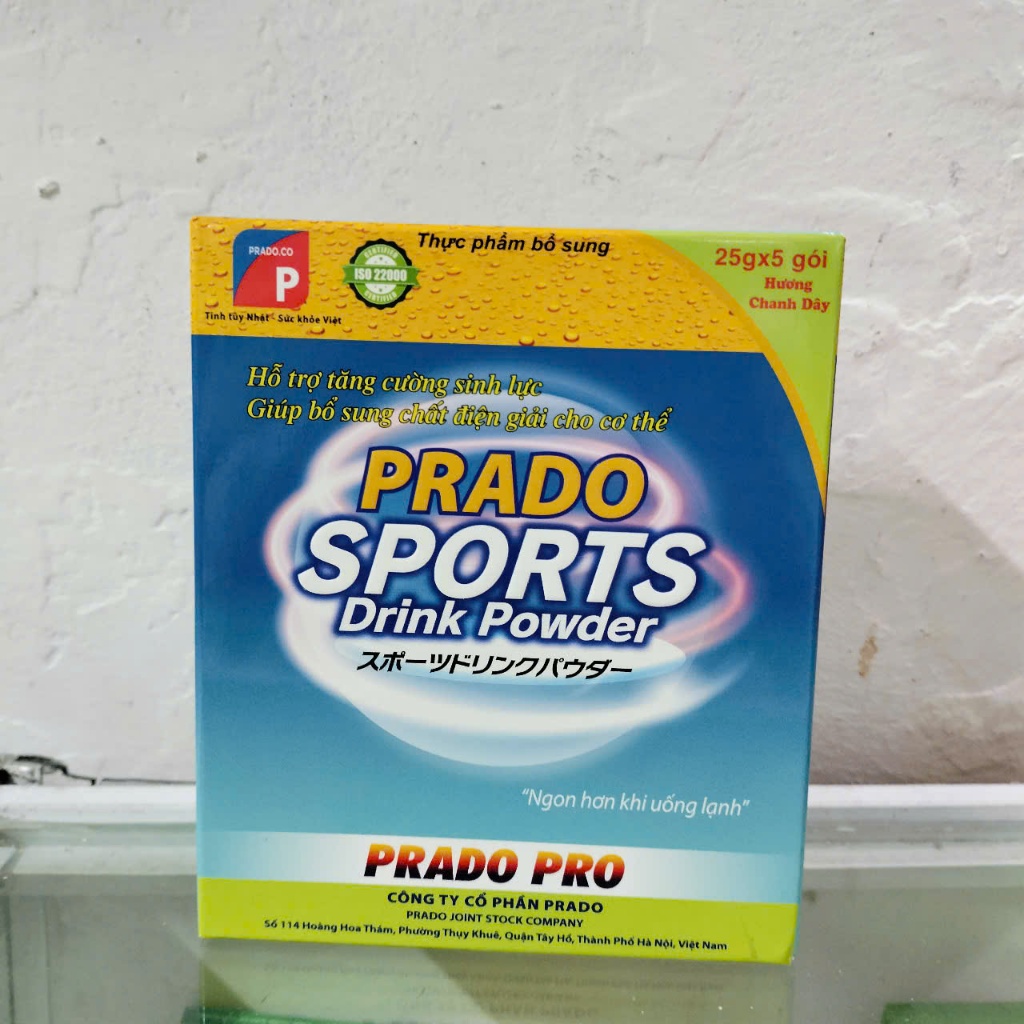 Thực phẩm bổ sung
PRADO.CO
P
Tinh tủy Nhật - Sức khỏe Việt
CERTIFIED
ISO 22000
CERTIFIED
25gx5 gói
Hương
Chanh Dây
Hỗ trợ tăng cường sinh lực
Giúp bổ sung chất điện giải cho cơ thể
PRADO
SPORTS
Drink Powder
スポーツドリンクパウダー
"Ngon hơn khi uống lạnh"
PRADO PRO
CÔNG TY CỔ PHẦN PRADO
PRADO JOINT STOCK COMPANY
Số 114 Hoàng Hoa Thám, Phường Thụy Khuê, Quận Tây Hồ, Thành Phố Hà Nội, Việt Nam